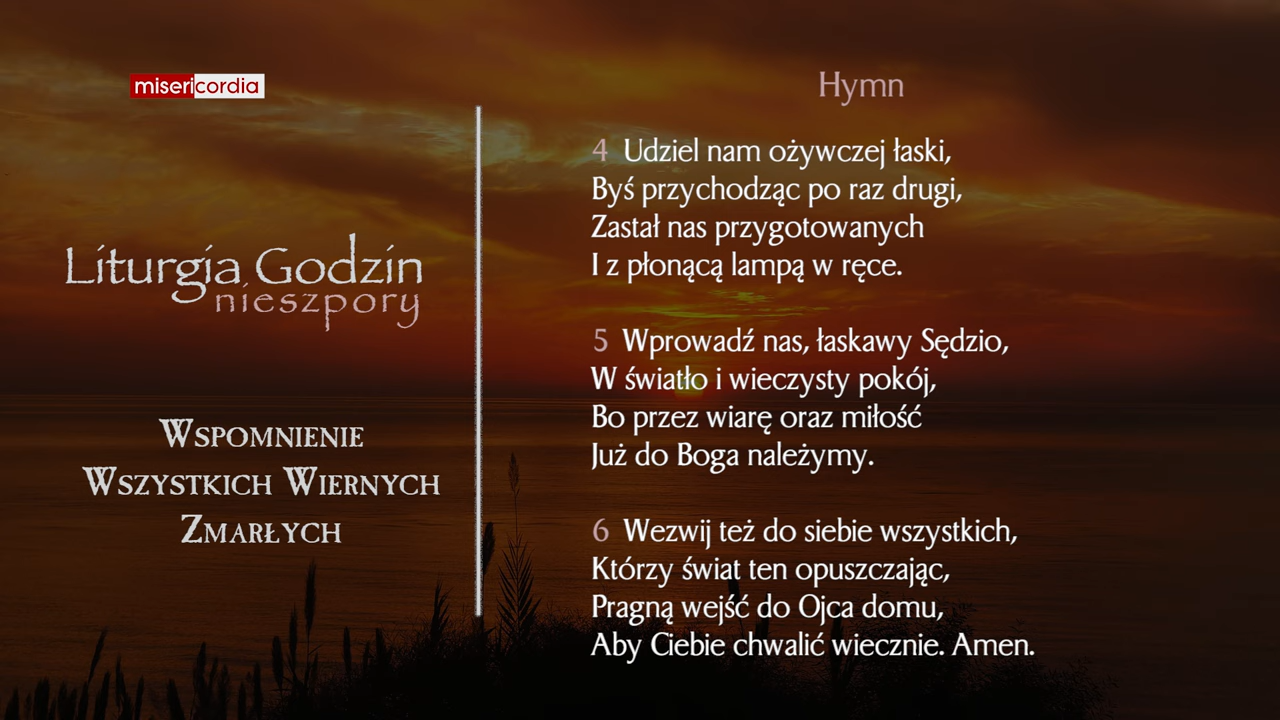 misericordia
Liturgia Godzin
nieszpory
Wspomnienie
Wszystkich Wiernych
Zmarłych
Hymn
4 Udziel nam ożywczej łaski,
Byś przychodząc po raz drugi,
Zastał nas przygotowanych
I z płonącą lampą w ręce.
5 Wprowadź nas, łaskawy Sędzio,
W światło i wieczysty pokój,
Bo przez wiarę oraz miłość
Już do Boga należymy.
6 Wezwij też do siebie wszystkich,
Którzy świat ten opuszczając,
Pragną wejść do Ojca domu,
Aby Ciebie chwalić wiecznie. Amen.